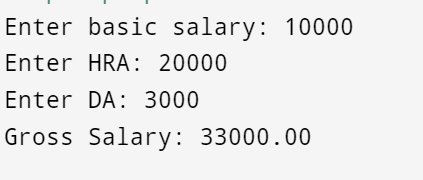 Enter basic salary: 10000
Enter HRA: 20000
Enter DA: 3000
Gross Salary: 33000.00